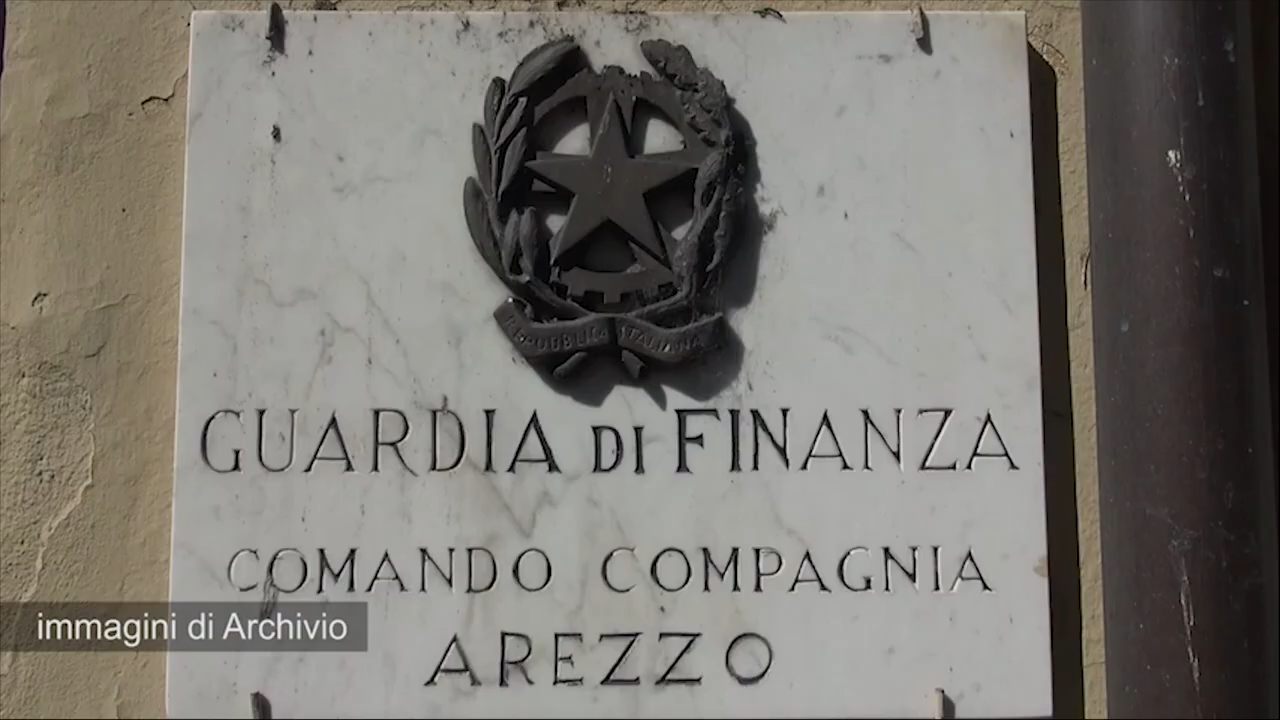 REPUBBLICA ITALIANA
GUARDIA DI FINANZA
COMANDO COMPAGNIA
immagini di Archivio
AREZZO